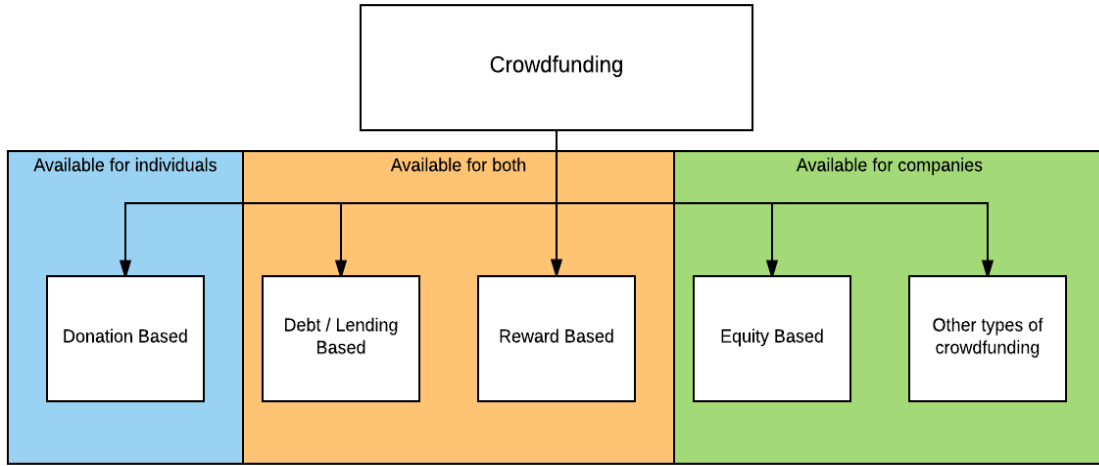 Crowdfunding
Available for individuals
Available for both
Available for companies
Donation Based
Debt / Lending
Based
Reward Based
Equity Based
Other types of
crowdfunding